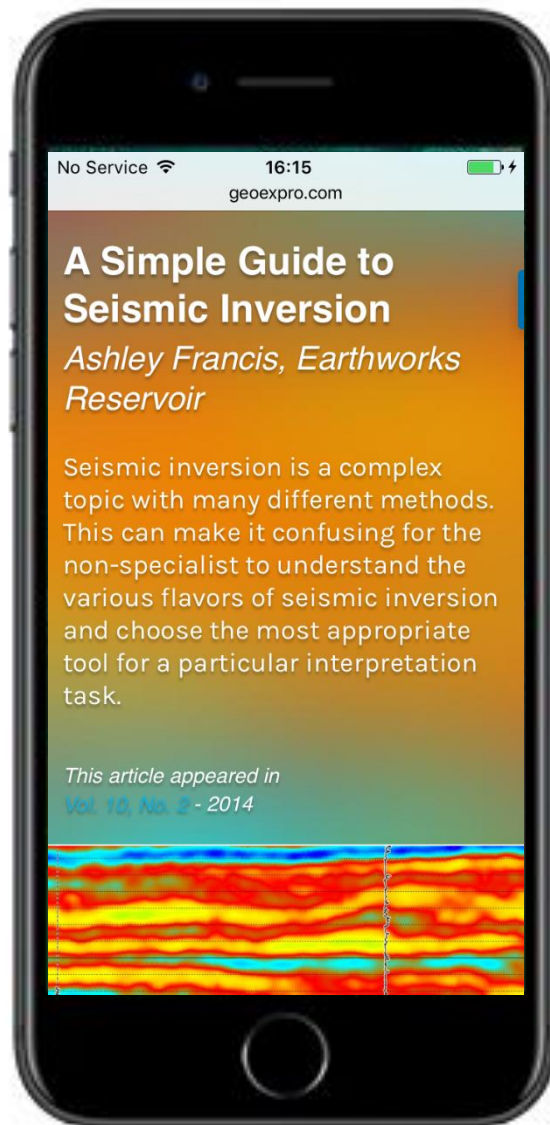 No Service 16:15
geoexpro.com
A Simple Guide to
Seismic Inversion
Ashley Francis, Earthworks
Reservoir
Seismic inversion is a complex
topic with many different methods.
This can make it confusing for the
non-specialist to understand the
various flavors of seismic inversion
and choose the most appropriate
tool for a particular interpretation
task.
This article appeared in
Vol. 10, No. 2 - 2014